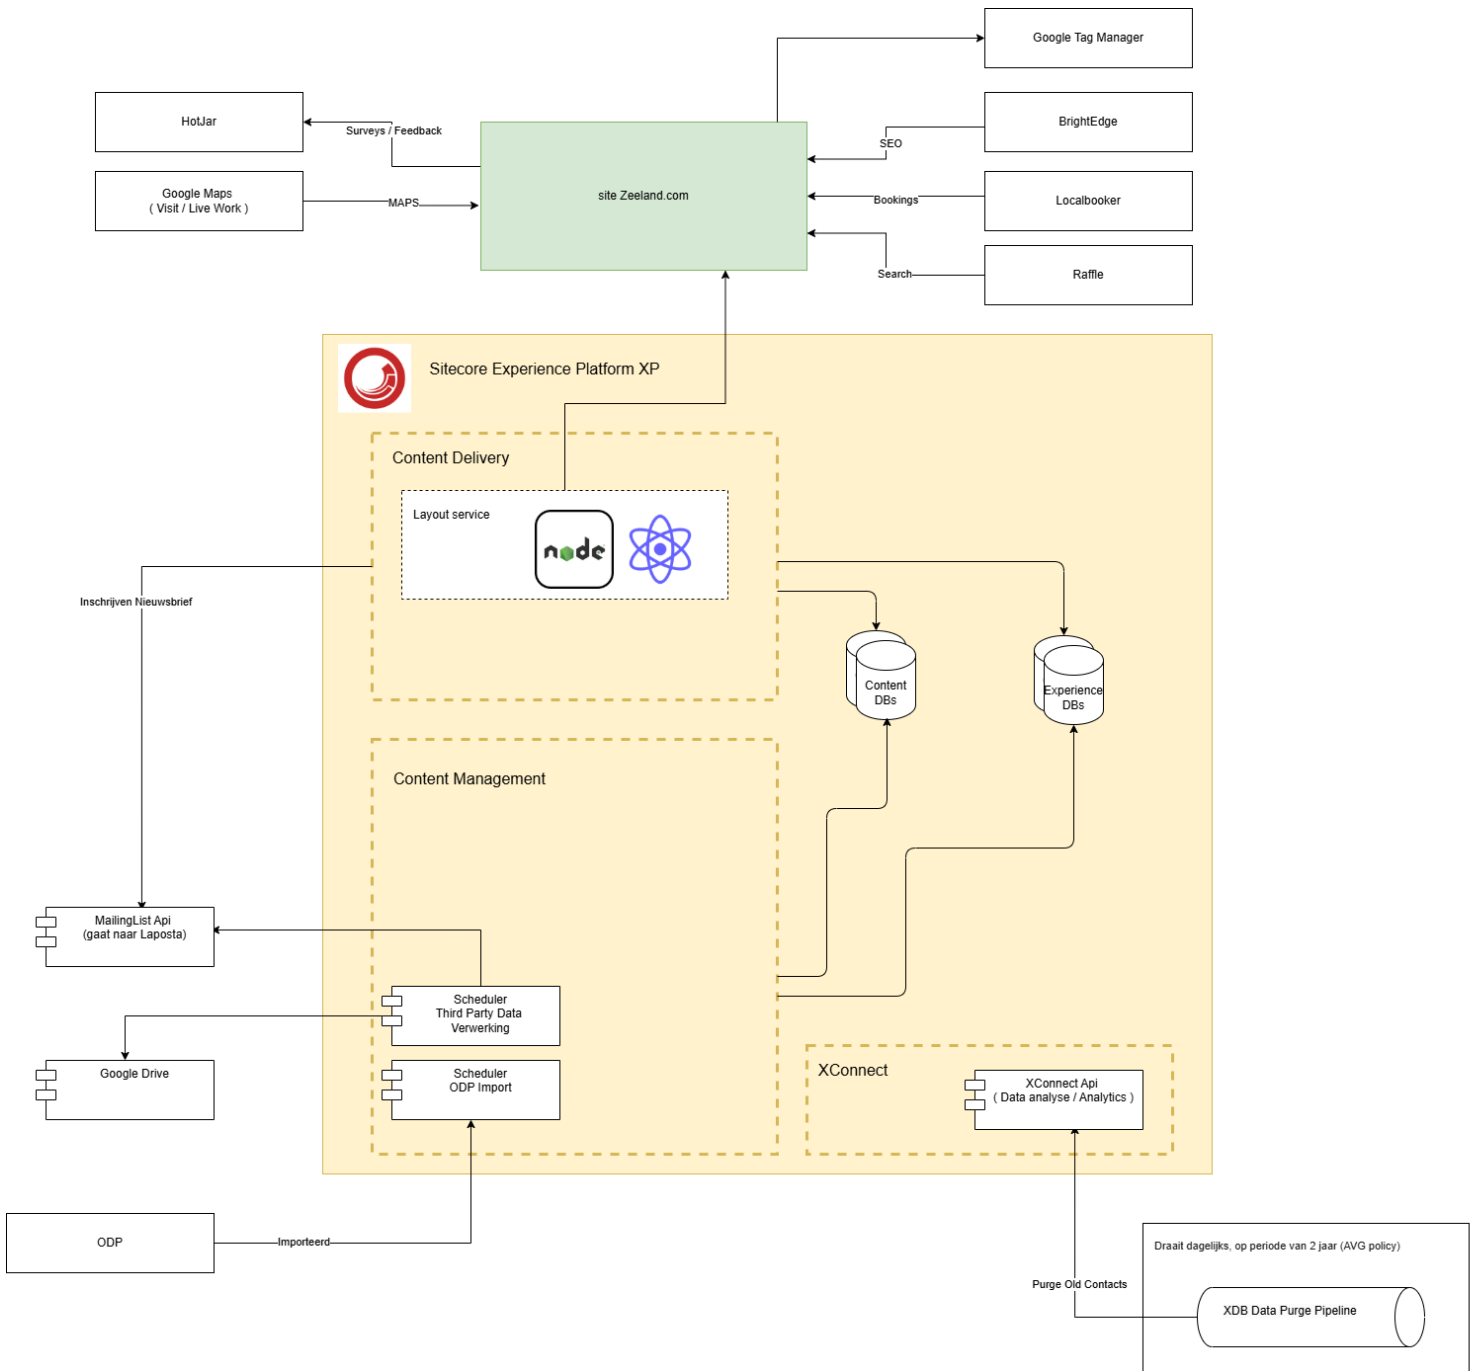 Google Tag Manager
HotJar
Surveys / Feedback
BrightEdge
SEO
Google Maps
( Visit / Live Work )
MAPS
site Zeeland.com
Bookings
Localbooker
Search
Raffle
Sitecore Experience Platform XP
Content Delivery
Layout service
node
Inschrijven Nieuwsbrief
Content
DBs
Experience
DBs
Content Management
MailingList Api
(gaat naar Laposta)
Scheduler
Third Party Data
Verwerking
Google Drive
Scheduler
ODP Import
XConnect
XConnect Api
( Data analyse / Analytics )
ODP
Importeerd
Draait dagelijks, op periode van 2 jaar (AVG policy)
Purge Old Contacts
XDB Data Purge Pipeline